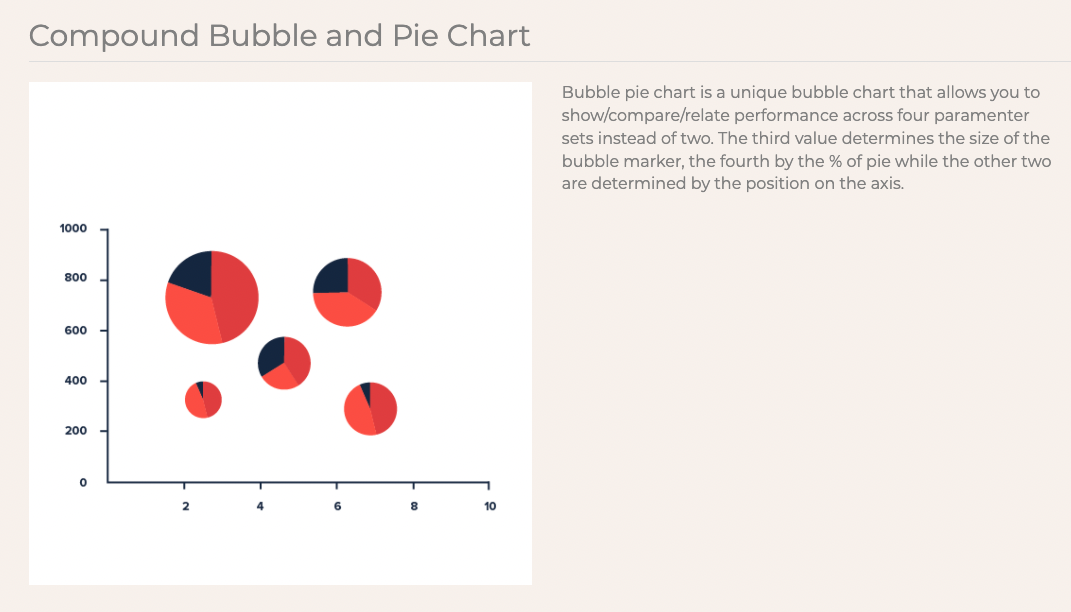 Compound Bubble and Pie Chart
Bubble pie chart is a unique bubble chart that allows you to
show/compare/relate performance across four paramenter
sets instead of two. The third value determines the size of the
bubble marker, the fourth by the % of pie while the other two
are determined by the position on the axis.
1000
800
600
400
200
0
2 4 6 8 10